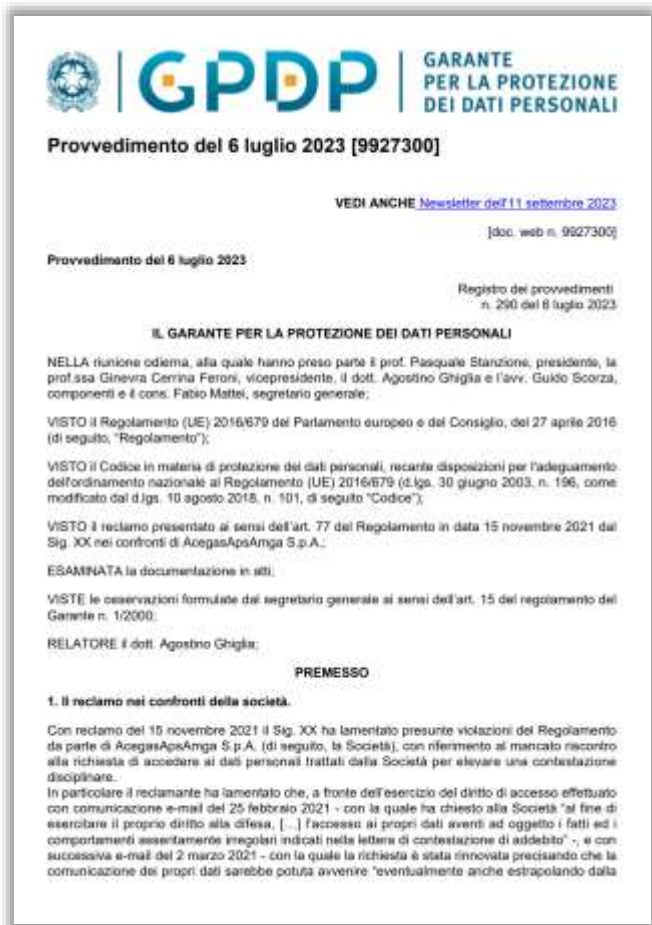 GPDP
GARANTE
PER LA PROTEZIONE
DEI DATI PERSONALI
Provvedimento del 6 luglio 2023 [9927300]
VEDI ANCHE Newsletter dell'11 settembre 2023
[doc. web n. 9927300]
Provvedimento del 6 luglio 2023
Registro dei provvedimenti
n. 290 del 6 luglio 2023
IL GARANTE PER LA PROTEZIONE DEI DATI PERSONALI
NELLA riunione odierna, alla quale hanno preso parte il prof. Pasquale Stanzione, presidente, la
prof.ssa Ginevra Cerrina Feroni, vicepresidente, il dott. Agostino Ghiglia e l'avv. Guido Scorza,
componenti e il cons. Fabio Mattei, segretario generale;
VISTO il Regolamento (UE) 2016/679 del Parlamento europeo e del Consiglio, del 27 aprile 2016
(di seguito, "Regolamento");
VISTO il Codice in materia di protezione dei dati personali, recante disposizioni per l'adeguamento
dell'ordinamento nazionale al Regolamento (UE) 2016/679 (d.lgs. 30 giugno 2003, n. 196, come
modificato dal d.lgs. 10 agosto 2018, n. 101, di seguito "Codice");
VISTO il reclamo presentato ai sensi dell'art. 77 del Regolamento in data 15 novembre 2021 dal
Sig. XX nei confronti di AcegasApsAmga S.p.A.;
ESAMINATA la documentazione in atti;
VISTE le osservazioni formulate dal segretario generale ai sensi dell'art. 15 del regolamento del
Garante n. 1/2000;
RELATORE il dott. Agostino Ghiglia;
PREMESSO
1. Il reclamo nei confronti della società.
Con reclamo del 15 novembre 2021 il Sig. XX ha lamentato presunte violazioni del Regolamento
da parte di AcegasApsAmga S.p.A. (di seguito, la Società), con riferimento al mancato riscontro
alla richiesta di accedere ai dati personali trattati dalla Società per elevare una contestazione
disciplinare.
In particolare il reclamante ha lamentato che, a fronte dell'esercizio del diritto di accesso effettuato
con comunicazione e-mail del 25 febbraio 2021 - con la quale ha chiesto alla Società "al fine di
esercitare il proprio diritto alla difesa, […] l'accesso ai propri dati aventi ad oggetto i fatti ed i
comportamenti asseritamente irregolari indicati nella lettera di contestazione di addebito" -, e con
successiva e-mail del 2 marzo 2021 - con la quale la richiesta è stata rinnovata precisando che la
comunicazione dei propri dati sarebbe potuta avvenire "eventualmente anche estrapolando dalla